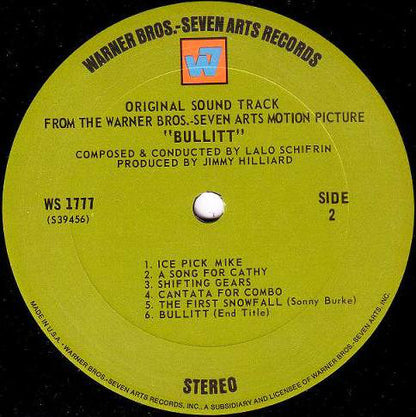 WARNER BROS.-SEVEN ARTS RECORDS
W7
ORIGINAL SOUND TRACK
FROM THE WARNER BROS.-SEVEN ARTS MOTION PICTURE
"BULLITT"
COMPOSED & CONDUCTED BY LALO SCHIFRIN
PRODUCED BY JIMMY HILLIARD
WS 1777
(S39456)
SIDE
2
1. ICE PICK MIKE
2. A SONG FOR CATHY
3. SHIFTING GEARS
4. CANTATA FOR COMBO
5. THE FIRST SNOWFALL (Sonny Burke)
6. BULLITT (End Title)
STEREO
MADE IN U.S.A. • WARNER BROS.-SEVEN ARTS RECORDS, INC., A SUBSIDIARY AND LICENSEE OF WARNER BROS.-SEVEN ARTS, INC.